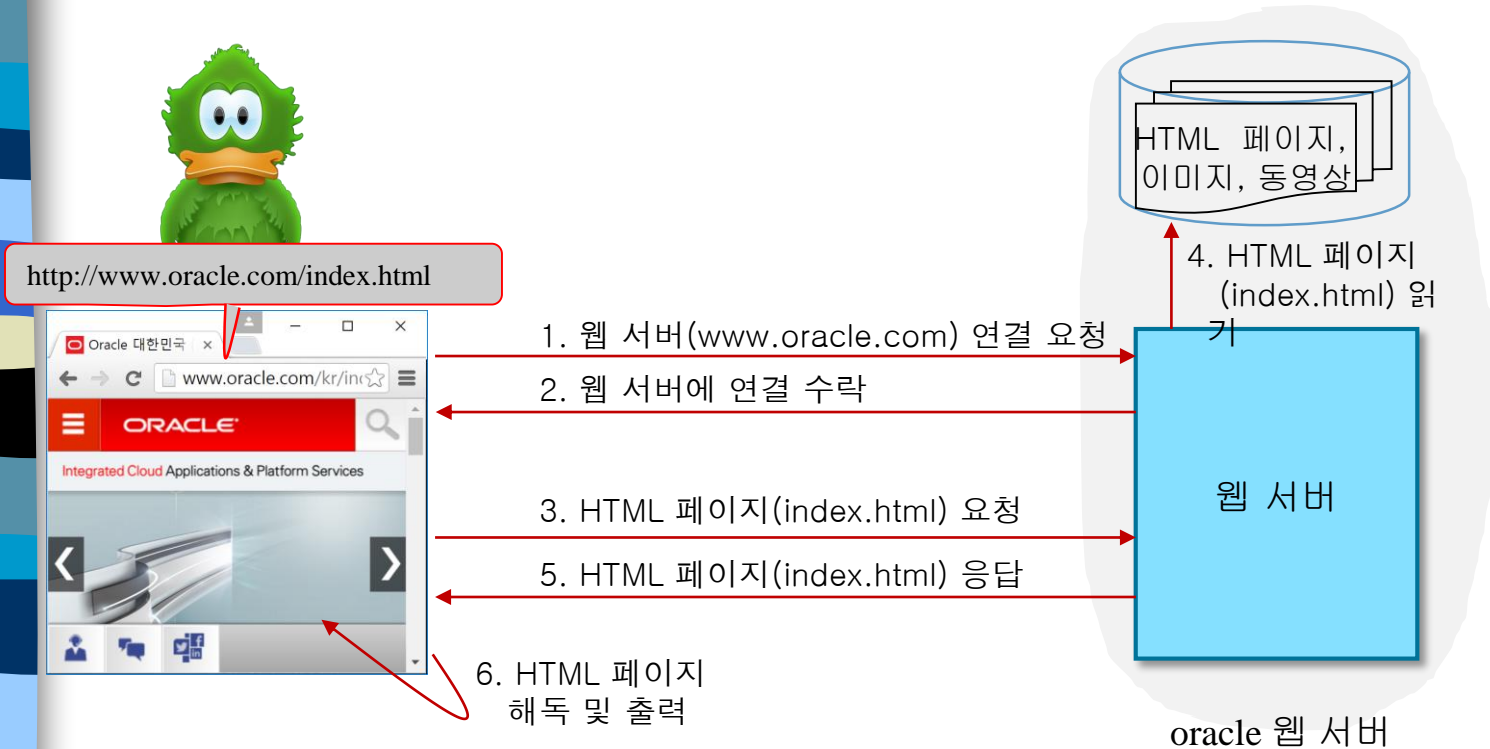 HTML 페이지,
이미지, 동영상
http://www.oracle.com/index.html
4. HTML 페이지
(index.html) 읽
기
Oracle 대한민국
www.oracle.com/kr/in
ORACLE
Integrated Cloud Applications & Platform Services
1. 웹 서버(www.oracle.com) 연결 요청
2. 웹 서버에 연결 수락
3. HTML 페이지(index.html) 요청
5. HTML 페이지(index.html) 응답
웹 서버
6. HTML 페이지
해독 및 출력
oracle 웹 서버